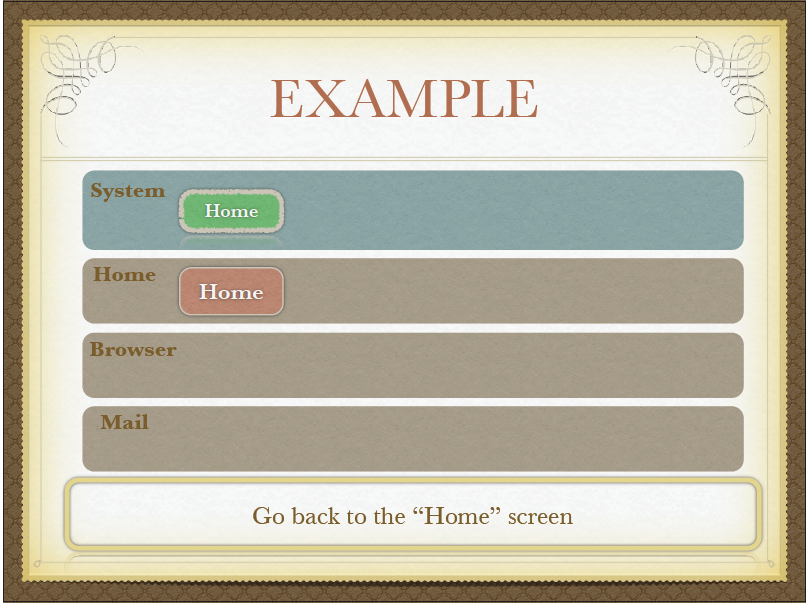 EXAMPLE
System
Home
Home
Home
Browser
Mail
Go back to the “Home” screen